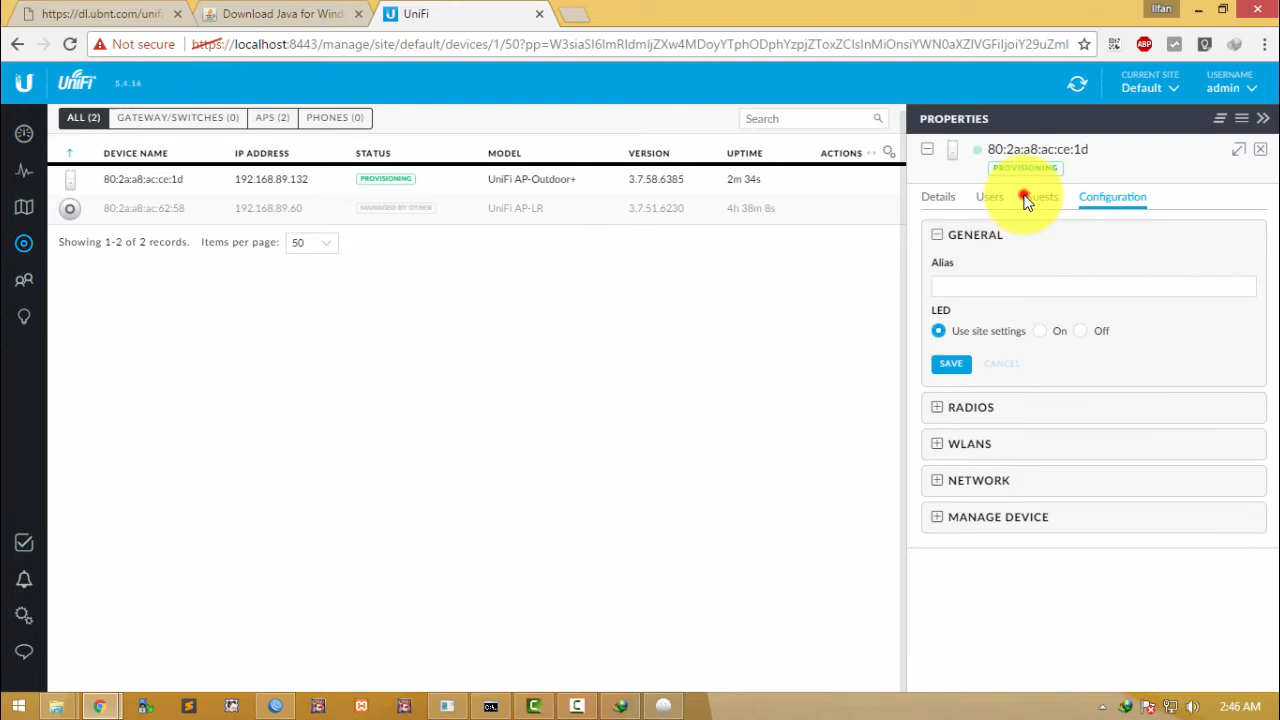 https://dl.ubnt.com/unifi
Download Java for Wind
UniFi
Ilfan
Not secure
https://localhost:8443/manage/site/default/devices/1/50?pp=
UniFi
5.4.16
CURRENT SITE
Default
USERNAME
admin
ALL (2)
GATEWAY/SWITCHES (0)
APS (2)
PHONES (0)
Search
PROPERTIES
DEVICE NAME
IP ADDRESS
STATUS
MODEL
VERSION
UPTIME
ACTIONS
80:2a:a8:ac:ce:1d
192.168.89.132
PROVISIONING
UniFi AP-Outdoor+
3.7.58.6385
2m 34s
80:2a:a8:ac:62:58
192.168.89.60
MANAGED BY OTHER
UniFi AP-LR
3.7.51.6230
4h 38m 8s
Showing 1-2 of 2 records.
Items per page:
50
80:2a:a8:ac:ce:1d
PROVISIONING
Details
Users
Guests
Configuration
GENERAL
Alias
LED
Use site settings
On
Off
SAVE
CANCEL
RADIOS
WLANS
NETWORK
MANAGE DEVICE
ABP
2:46 AM